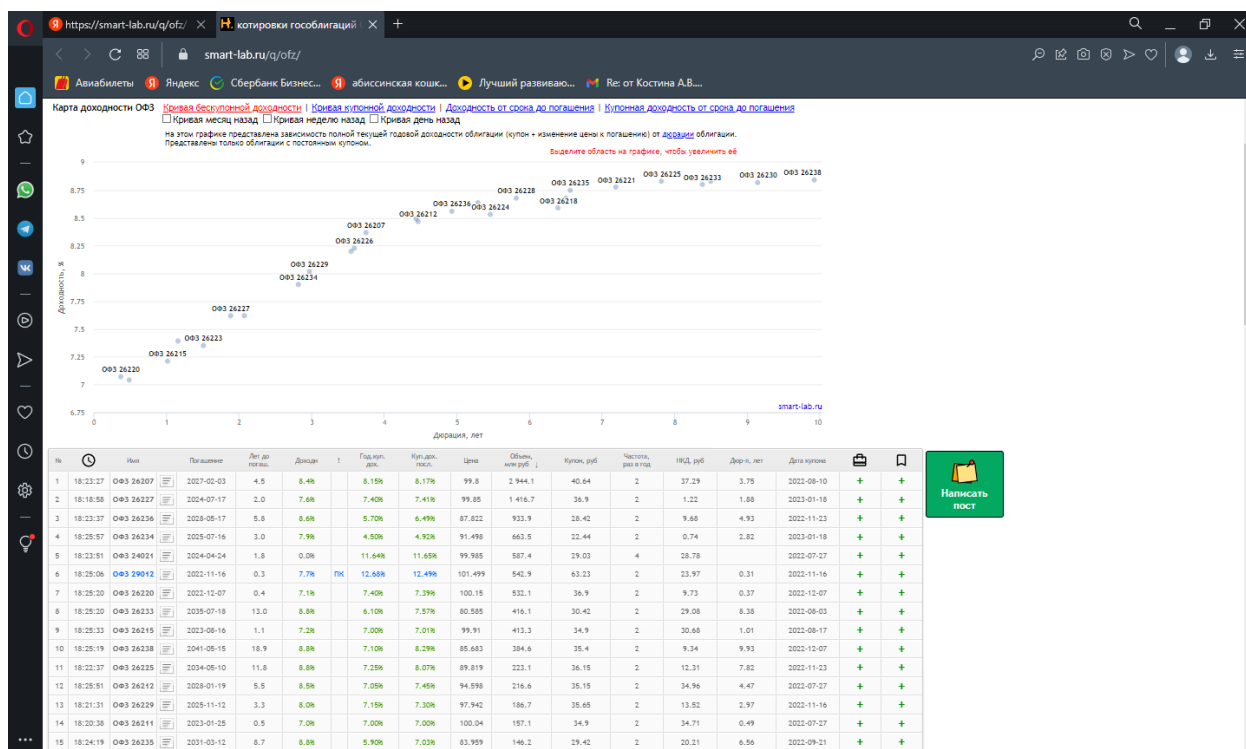 https://smart-lab.ru/q/ofz/
котировки гособлигаций
smart-lab.ru/q/ofz/
Авиабилеты Яндекс Сбербанк Бизнес... абиссинская кошк... Лучший развиваю... Re: от Костина А.В....
Карта доходности ОФЗ Кривая бескупонной доходности | Кривая купонной доходности | Доходность от срока до погашения | Купонная доходность от срока до погашения
Кривая месяц назад Кривая неделю назад Кривая день назад
На этом графике представлена зависимость полной текущей годовой доходности облигации (купон + изменение цены к погашению) от дюрации облигации.
Представлены только облигации с постоянным купоном.
Выделите область на графике, чтобы увеличить её
9
ОФЗ 26225 ОФЗ 26233 ОФЗ 26230 ОФЗ 26238
ОФЗ 26235 ОФЗ 26221
8.75
ОФЗ 26228
ОФЗ 26236 ОФЗ 26224 ОФЗ 26218
ОФЗ 26212
8.5
ОФЗ 26207
8.25
ОФЗ 26226
ОФЗ 26229
8
ОФЗ 26234
Доходность, %
7.75
ОФЗ 26227
7.5
ОФЗ 26223
7.25
ОФЗ 26215
ОФЗ 26220
7
6.75
smart-lab.ru
0 1 2 3 4 5 6 7 8 9 10
Дюрация, лет
№ Имя Погашение Лет до погаш. Доходн ! Год.куп. дох. Куп.дох. посл. Цена Объем, млн руб ↓ Купон, руб Частота, раз в год НКД, руб Дюр-я, лет Дата купона
1 18:23:27 ОФЗ 26207 2027-02-03 4.5 8.4% 8.15% 8.17% 99.8 2 944.1 40.64 2 37.29 3.75 2022-08-10 + +
2 18:18:58 ОФЗ 26227 2024-07-17 2.0 7.6% 7.40% 7.41% 99.85 1 416.7 36.9 2 1.22 1.88 2023-01-18 + +
3 18:23:37 ОФЗ 26236 2028-05-17 5.8 8.6% 5.70% 6.49% 87.822 933.9 28.42 2 9.68 4.93 2022-11-23 + +
4 18:25:57 ОФЗ 26234 2025-07-16 3.0 7.9% 4.50% 4.92% 91.498 663.5 22.44 2 0.74 2.82 2023-01-18 + +
5 18:23:51 ОФЗ 24021 2024-04-24 1.8 0.0% 11.64% 11.65% 99.985 587.4 29.03 4 28.78 2022-07-27 + +
6 18:25:06 ОФЗ 29012 2022-11-16 0.3 7.7% ПК 12.68% 12.49% 101.499 542.9 63.23 2 23.97 0.31 2022-11-16 + +
7 18:25:20 ОФЗ 26220 2022-12-07 0.4 7.1% 7.40% 7.39% 100.15 532.1 36.9 2 9.73 0.37 2022-12-07 + +
8 18:25:20 ОФЗ 26233 2035-07-18 13.0 8.8% 6.10% 7.57% 80.585 416.1 30.42 2 29.08 8.38 2022-08-03 + +
9 18:25:33 ОФЗ 26215 2023-08-16 1.1 7.2% 7.00% 7.01% 99.91 413.3 34.9 2 30.68 1.01 2022-08-17 + +
10 18:25:19 ОФЗ 26238 2041-05-15 18.9 8.8% 7.10% 8.29% 85.683 384.6 35.4 2 9.34 9.93 2022-12-07 + +
11 18:22:37 ОФЗ 26225 2034-05-10 11.8 8.8% 7.25% 8.07% 89.819 223.1 36.15 2 12.31 7.82 2022-11-23 + +
12 18:25:51 ОФЗ 26212 2028-01-19 5.5 8.5% 7.05% 7.45% 94.598 216.6 35.15 2 34.96 4.47 2022-07-27 + +
13 18:21:31 ОФЗ 26229 2025-11-12 3.3 8.0% 7.15% 7.30% 97.942 186.7 35.65 2 13.52 2.97 2022-11-16 + +
14 18:20:38 ОФЗ 26211 2023-01-25 0.5 7.0% 7.00% 7.00% 100.04 157.1 34.9 2 34.71 0.49 2022-07-27 + +
15 18:24:19 ОФЗ 26235 2031-03-12 8.7 8.8% 5.90% 7.03% 83.959 146.2 29.42 2 20.21 6.56 2022-09-21 + +
Написать
пост